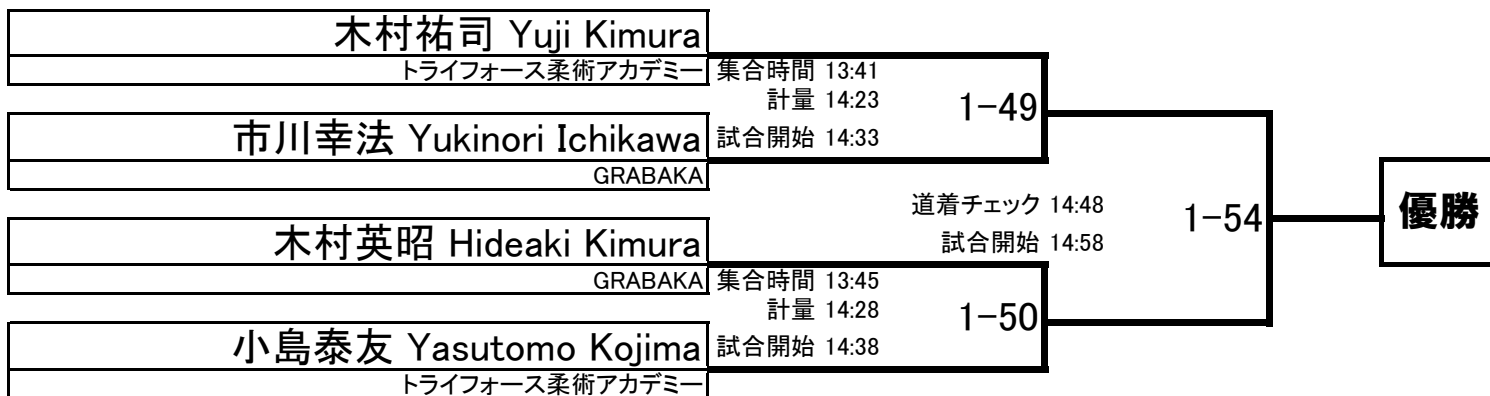 木村祐司 Yuji Kimura
トライフォース柔術アカデミー
集合時間 13:41
計量 14:23
1-49
市川幸法 Yukinori Ichikawa
試合開始 14:33
GRABAKA
道着チェック 14:48
1-54
優勝
試合開始 14:58
木村英昭 Hideaki Kimura
GRABAKA
集合時間 13:45
計量 14:28
1-50
小島泰友 Yasutomo Kojima
試合開始 14:38
トライフォース柔術アカデミー